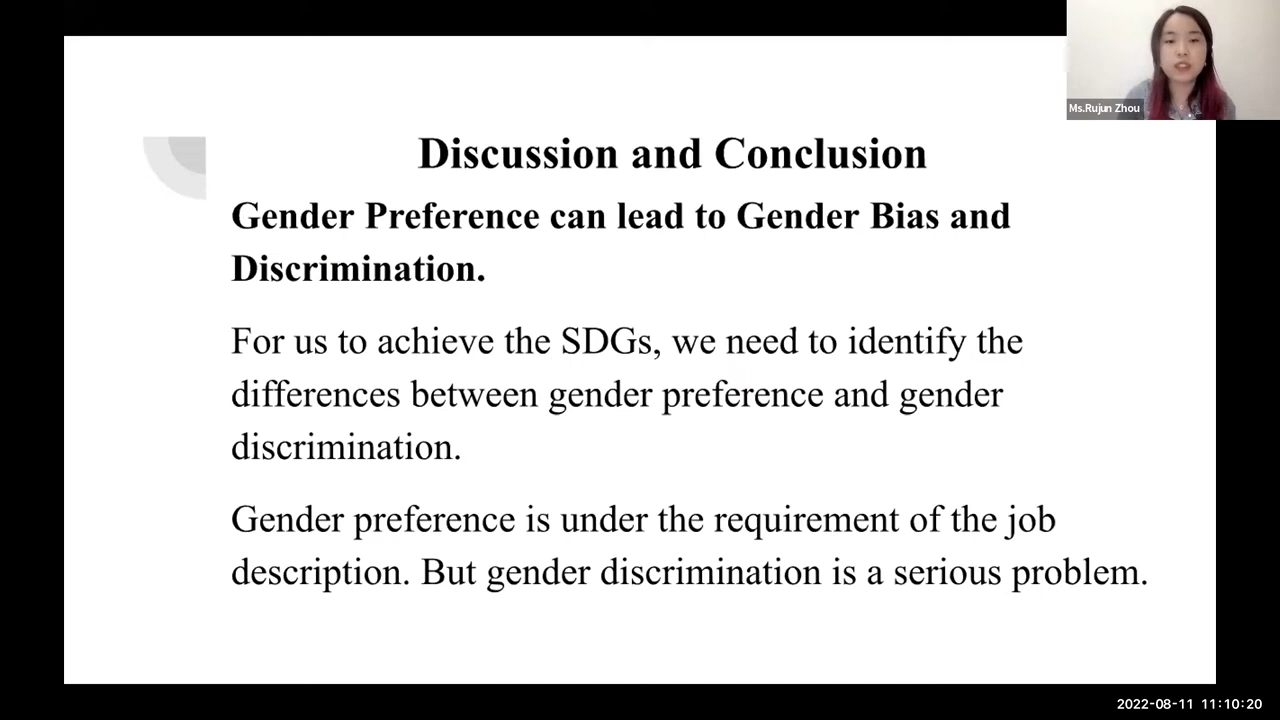 Ms.Rujun Zhou
Discussion and Conclusion
Gender Preference can lead to Gender Bias and
Discrimination.
For us to achieve the SDGs, we need to identify the
differences between gender preference and gender
discrimination.
Gender preference is under the requirement of the job
description. But gender discrimination is a serious problem.
2022-08-11 11:10:20